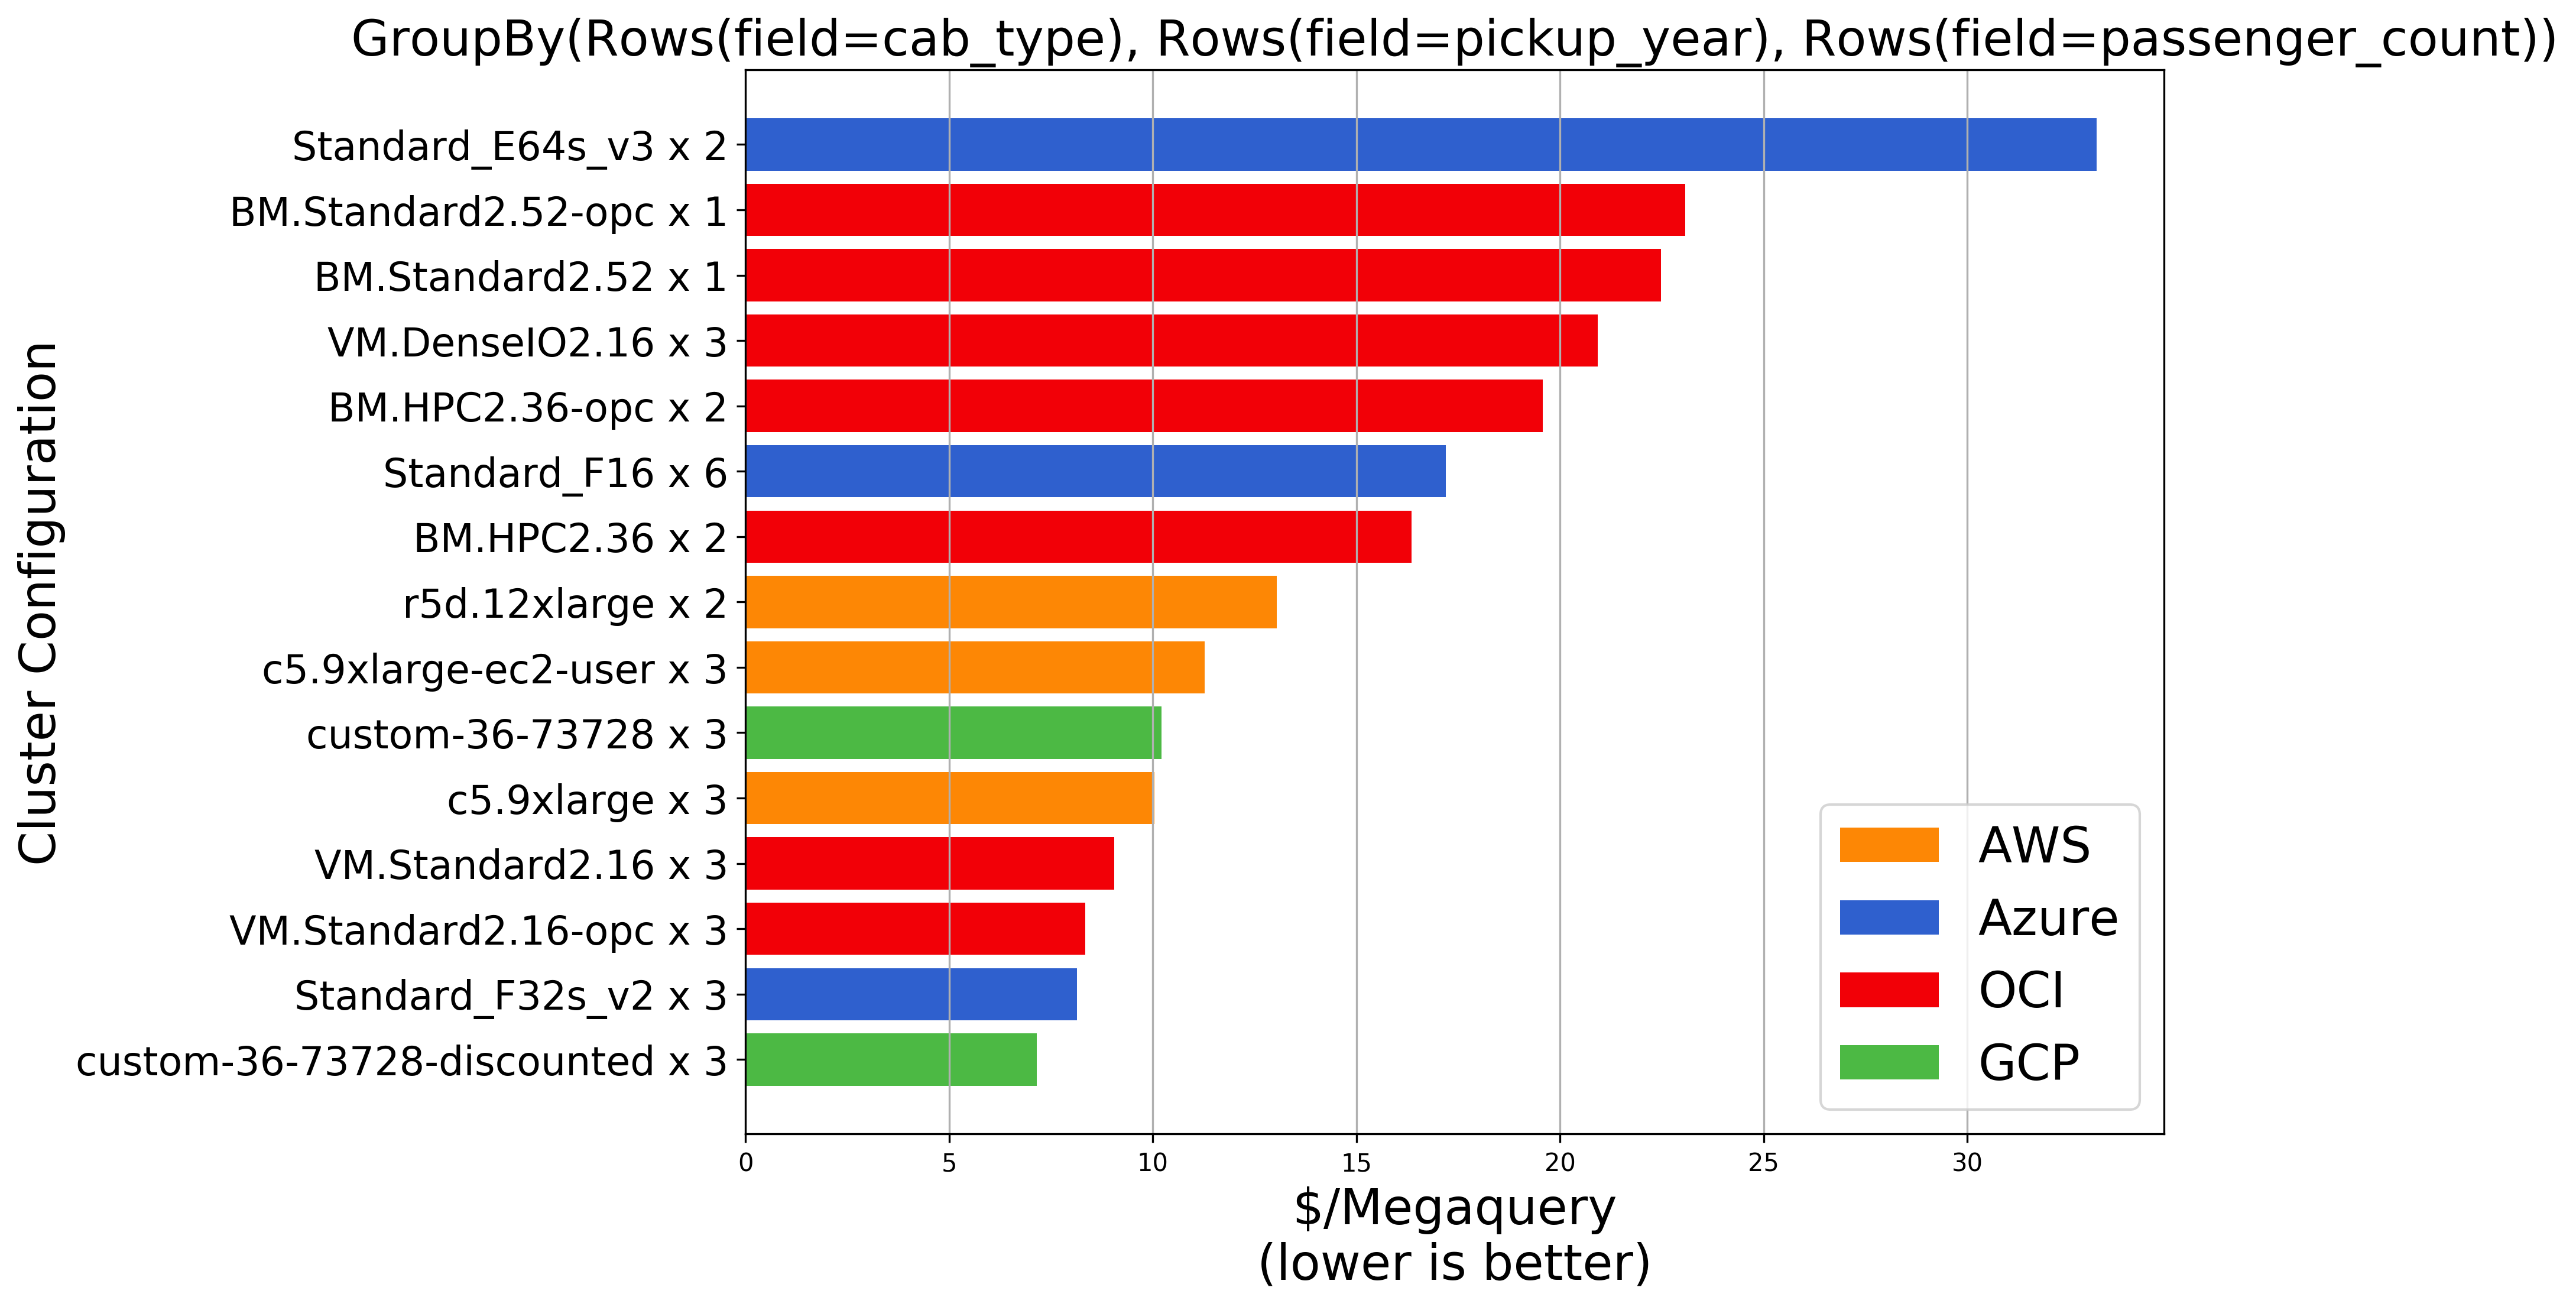 GroupBy(Rows(field=cab_type), Rows(field=pickup_year), Rows(field=passenger_count))
Cluster Configuration
Standard_E64s_v3 x 2
BM.Standard2.52-opc x 1
BM.Standard2.52 x 1
VM.DenseIO2.16 x 3
BM.HPC2.36-opc x 2
Standard_F16 x 6
BM.HPC2.36 x 2
r5d.12xlarge x 2
c5.9xlarge-ec2-user x 3
custom-36-73728 x 3
c5.9xlarge x 3
VM.Standard2.16 x 3
VM.Standard2.16-opc x 3
Standard_F32s_v2 x 3
custom-36-73728-discounted x 3
AWS
Azure
OCI
GCP
0 5 10 15 20 25 30
$/Megaquery
(lower is better)